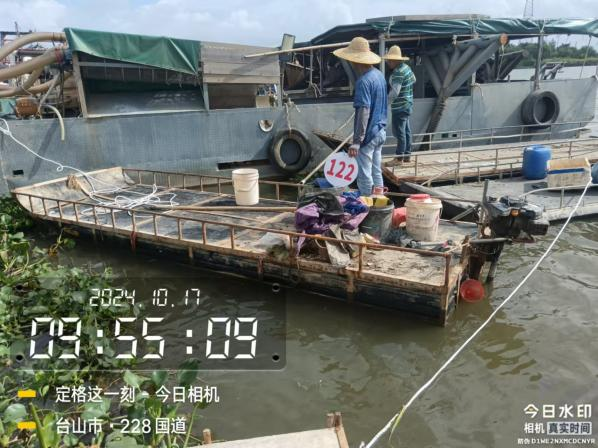 122
2024.10.17
09:55:09
定格这一刻 · 今日相机
台山市 · 228国道
今日水印
相机 真实时间
防伪 D1WE2NXMCDCNYR